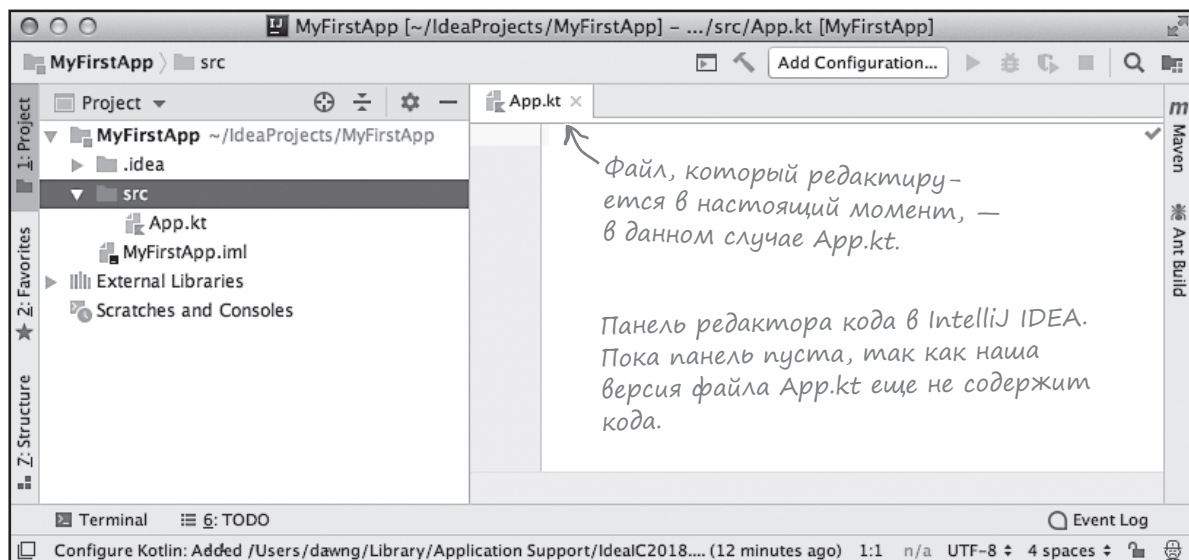 MyFirstApp [~/IdeaProjects/MyFirstApp] – .../src/App.kt [MyFirstApp]
MyFirstApp src
Add Configuration...
1: Project
2: Favorites
Z: Structure
Project
MyFirstApp ~/IdeaProjects/MyFirstApp
.idea
src
App.kt
MyFirstApp.iml
External Libraries
Scratches and Consoles
App.kt
Файл, который редактиру-
ется в настоящий момент, —
в данном случае App.kt.
Панель редактора кода в IntelliJ IDEA.
Пока панель пуста, так как наша
версия файла App.kt еще не содержит
кода.
m Maven
Ant Build
Terminal 6: TODO
Event Log
Configure Kotlin: Added /Users/dawng/Library/Application Support/IdeaIC2018.... (12 minutes ago) 1:1 n/a UTF-8 4 spaces